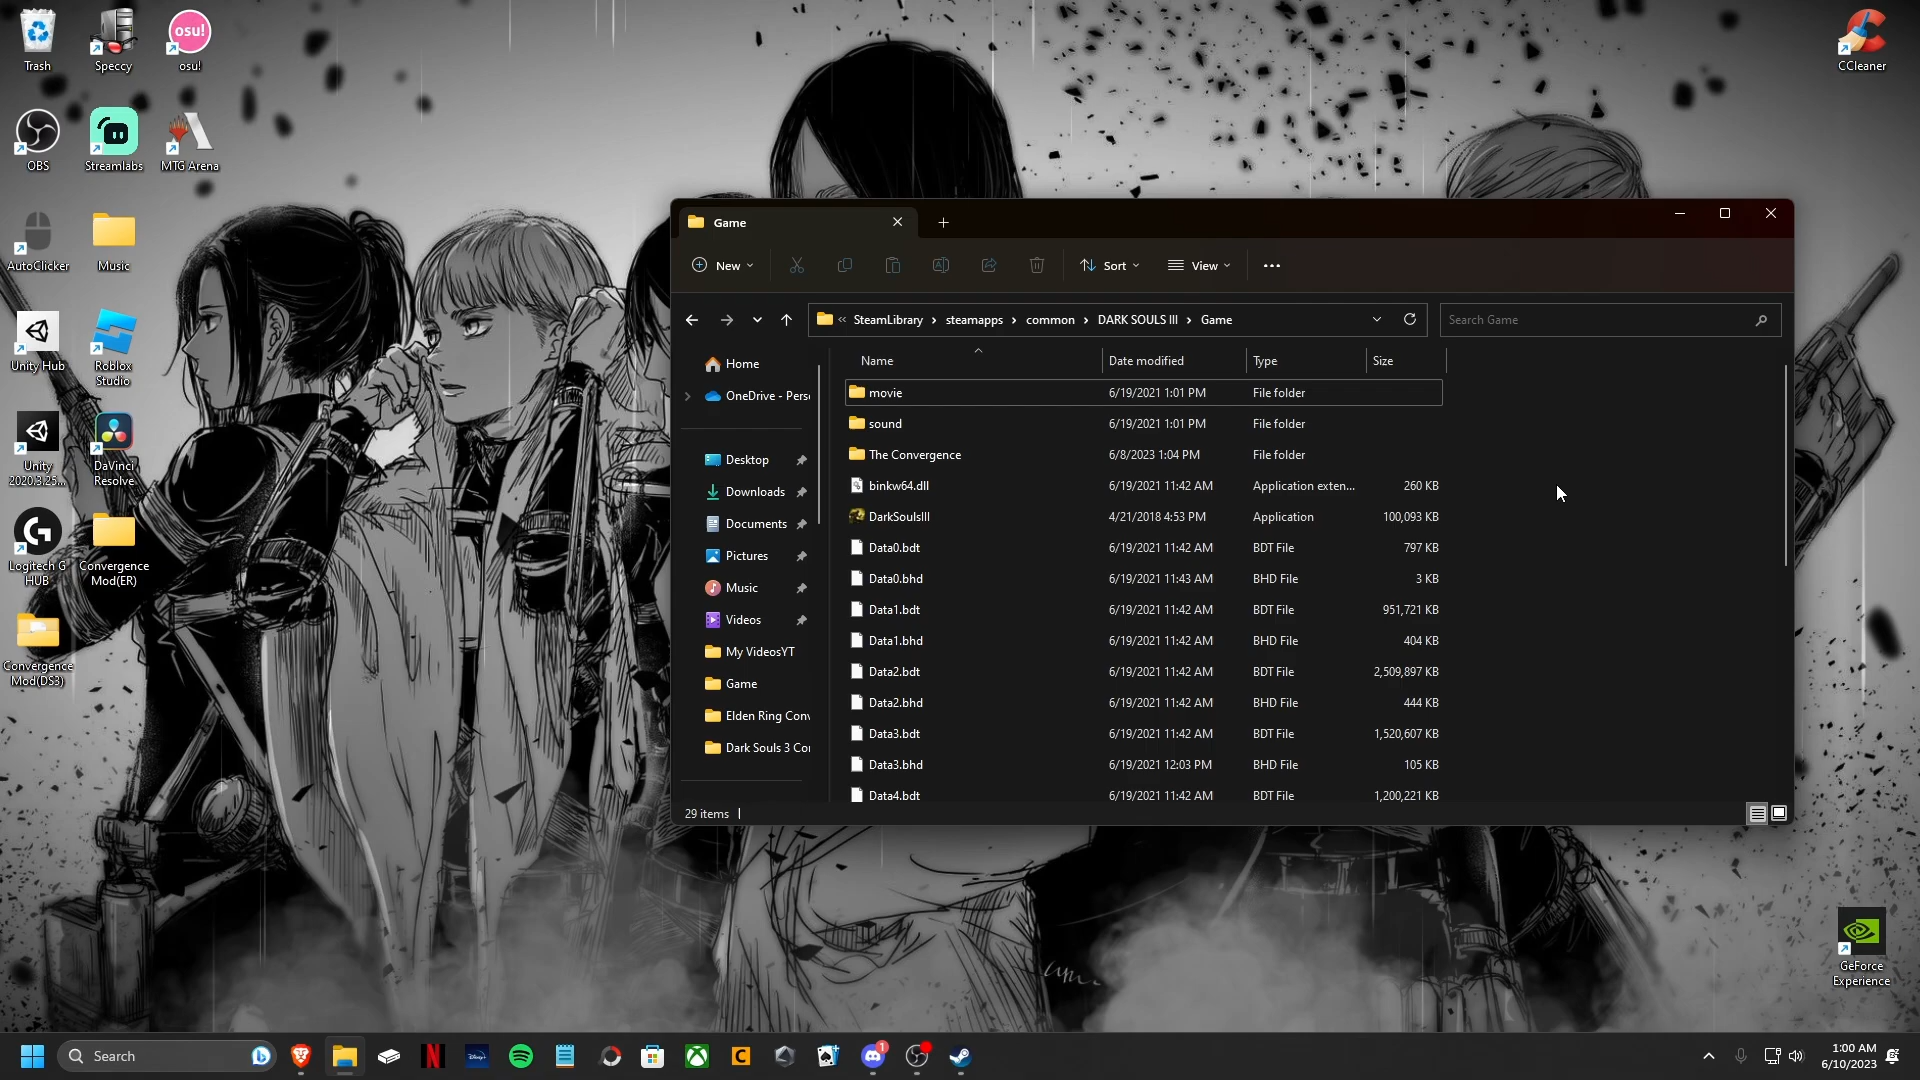 Trash
Speccy
osu!
osu!
CCleaner
OBS
Streamlabs
MTG Arena
AutoClicker
Music
Unity Hub
Roblox
Studio
Unity
2020.3.25...
DaVinci
Resolve
Logitech G
HUB
Convergence
Mod(ER)
Convergence
Mod(DS3)
GeForce
Experience
Game
New
Sort
View
SteamLibrary › steamapps › common › DARK SOULS III › Game
Search Game
Home
OneDrive - Pers
Desktop
Downloads
Documents
Pictures
Music
Videos
My VideosYT
Game
Elden Ring Conv
Dark Souls 3 Co
Name Date modified Type Size
movie 6/19/2021 1:01 PM File folder
sound 6/19/2021 1:01 PM File folder
The Convergence 6/8/2023 1:04 PM File folder
binkw64.dll 6/19/2021 11:42 AM Application exten... 260 KB
DarkSoulsIII 4/21/2018 4:53 PM Application 100,093 KB
Data0.bdt 6/19/2021 11:42 AM BDT File 797 KB
Data0.bhd 6/19/2021 11:43 AM BHD File 3 KB
Data1.bdt 6/19/2021 11:42 AM BDT File 951,721 KB
Data1.bhd 6/19/2021 11:42 AM BHD File 404 KB
Data2.bdt 6/19/2021 11:42 AM BDT File 2,509,897 KB
Data2.bhd 6/19/2021 11:42 AM BHD File 444 KB
Data3.bdt 6/19/2021 11:42 AM BDT File 1,520,607 KB
Data3.bhd 6/19/2021 12:03 PM BHD File 105 KB
Data4.bdt 6/19/2021 11:42 AM BDT File 1,200,221 KB
29 items
Search
1
1:00 AM
6/10/2023